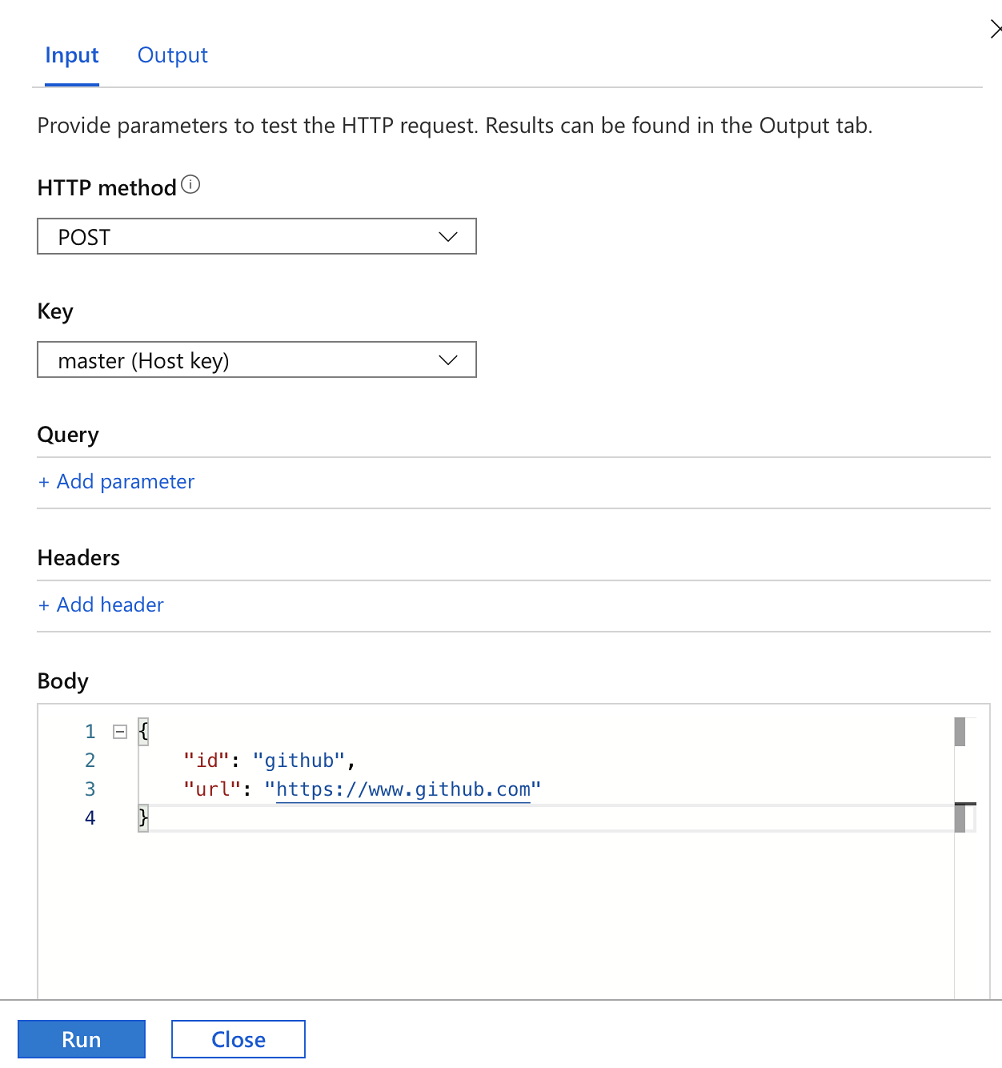 Input Output
Provide parameters to test the HTTP request. Results can be found in the Output tab.
HTTP method
POST
Key
master (Host key)
Query
+ Add parameter
Headers
+ Add header
Body
1 {
2 "id": "github",
3 "url": "https://www.github.com"
4 }
Run Close